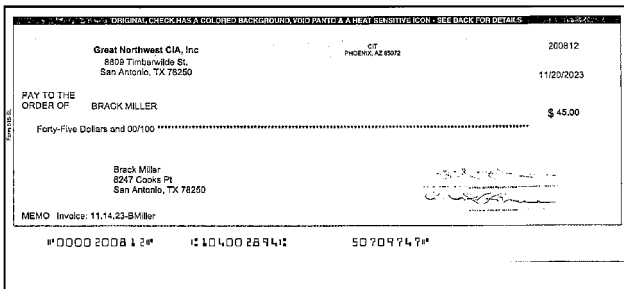 ORIGINAL CHECK HAS A COLORED BACKGROUND, VOID PANTO & A HEAT SENSITIVE ICON - SEE BACK FOR DETAILS
Great Northwest CIA, Inc
CIT
200812
8809 Timberwilde St,
PHOENIX, AZ 85072
San Antonio, TX 78250
11/20/2023
PAY TO THE
ORDER OF BRACK MILLER
$ 45.00
Forty-Five Dollars and 00/100 **********
Brack Miller
8247 Cooks Pt
San Antonio, TX 78250
MEMO Invoice: 11.14.23-BMiller
⑈0000200812⑈ ⑆104002894⑆ 50709747⑈